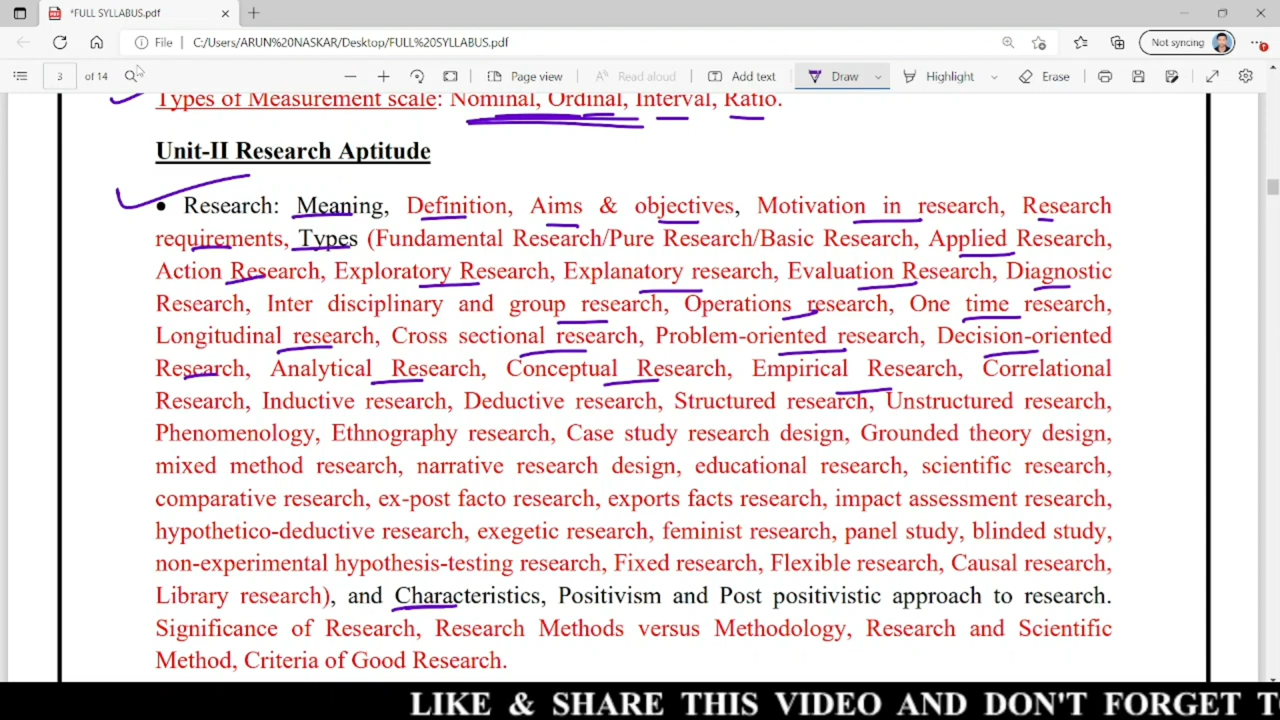 *FULL SYLLABUS.pdf
File | C:/Users/ARUN%20NASKAR/Desktop/FULL%20SYLLABUS.pdf
Not syncing
3 of 14
Page view
Read aloud
Add text
Draw
Highlight
Erase
Types of Measurement scale: Nominal, Ordinal, Interval, Ratio.
Unit-II Research Aptitude
• Research: Meaning, Definition, Aims & objectives, Motivation in research, Research
requirements, Types (Fundamental Research/Pure Research/Basic Research, Applied Research,
Action Research, Exploratory Research, Explanatory research, Evaluation Research, Diagnostic
Research, Inter disciplinary and group research, Operations research, One time research,
Longitudinal research, Cross sectional research, Problem-oriented research, Decision-oriented
Research, Analytical Research, Conceptual Research, Empirical Research, Correlational
Research, Inductive research, Deductive research, Structured research, Unstructured research,
Phenomenology, Ethnography research, Case study research design, Grounded theory design,
mixed method research, narrative research design, educational research, scientific research,
comparative research, ex-post facto research, exports facts research, impact assessment research,
hypothetico-deductive research, exegetic research, feminist research, panel study, blinded study,
non-experimental hypothesis-testing research, Fixed research, Flexible research, Causal research,
Library research), and Characteristics, Positivism and Post positivistic approach to research.
Significance of Research, Research Methods versus Methodology, Research and Scientific
Method, Criteria of Good Research.
LIKE & SHARE THIS VIDEO AND DON'T FORGET T